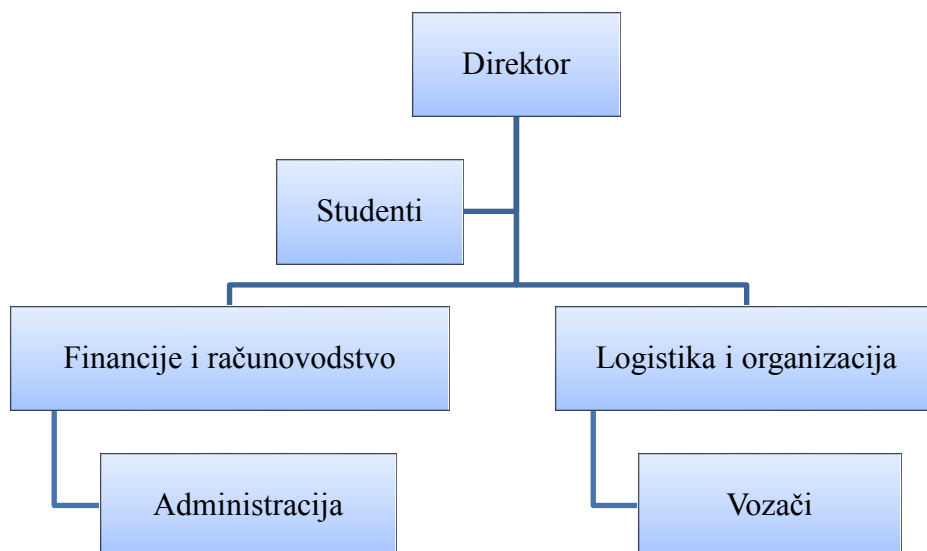 Direktor
Studenti
Financije i računovodstvo
Logistika i organizacija
Administracija
Vozači